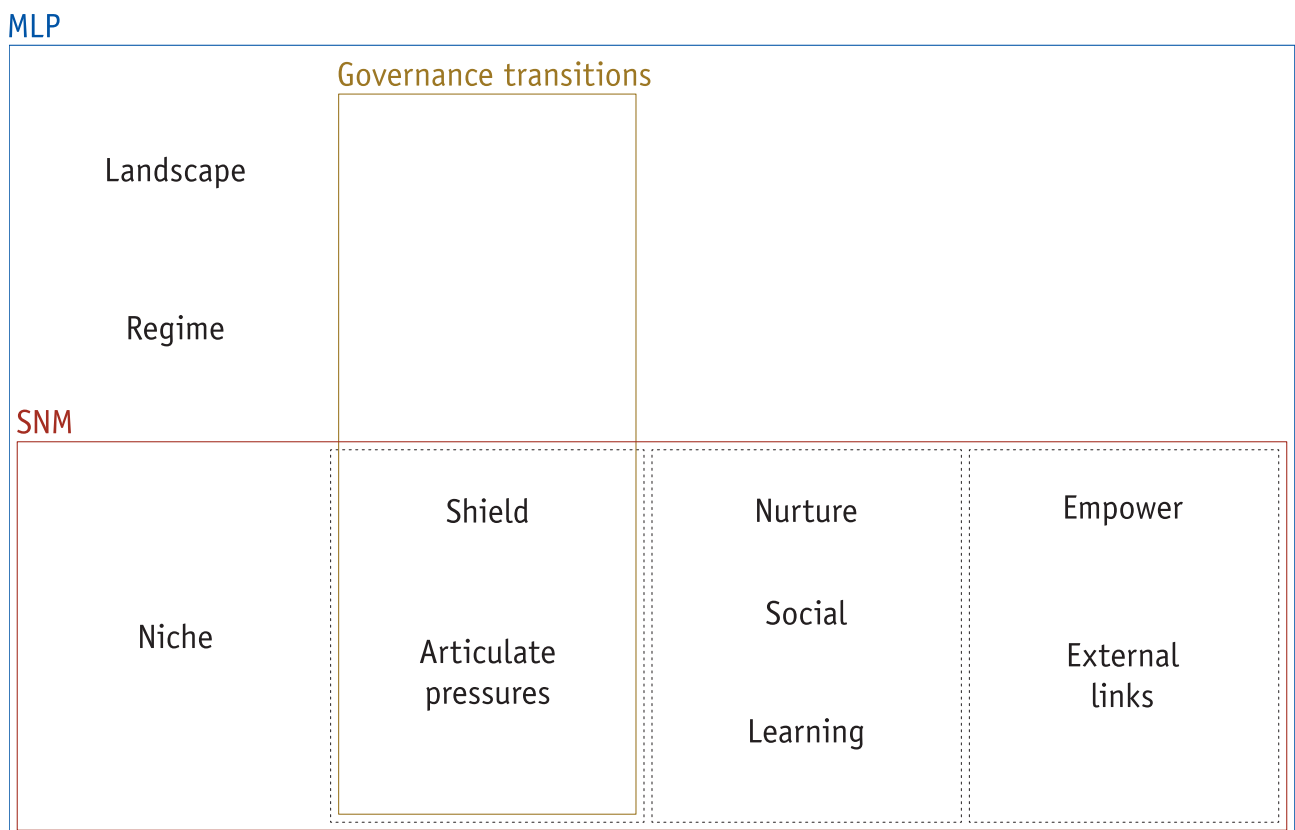 MLP
Governance transitions
Landscape
Regime
SNM
Shield
Nurture
Empower
Social
Niche
Articulate
pressures
External
links
Learning